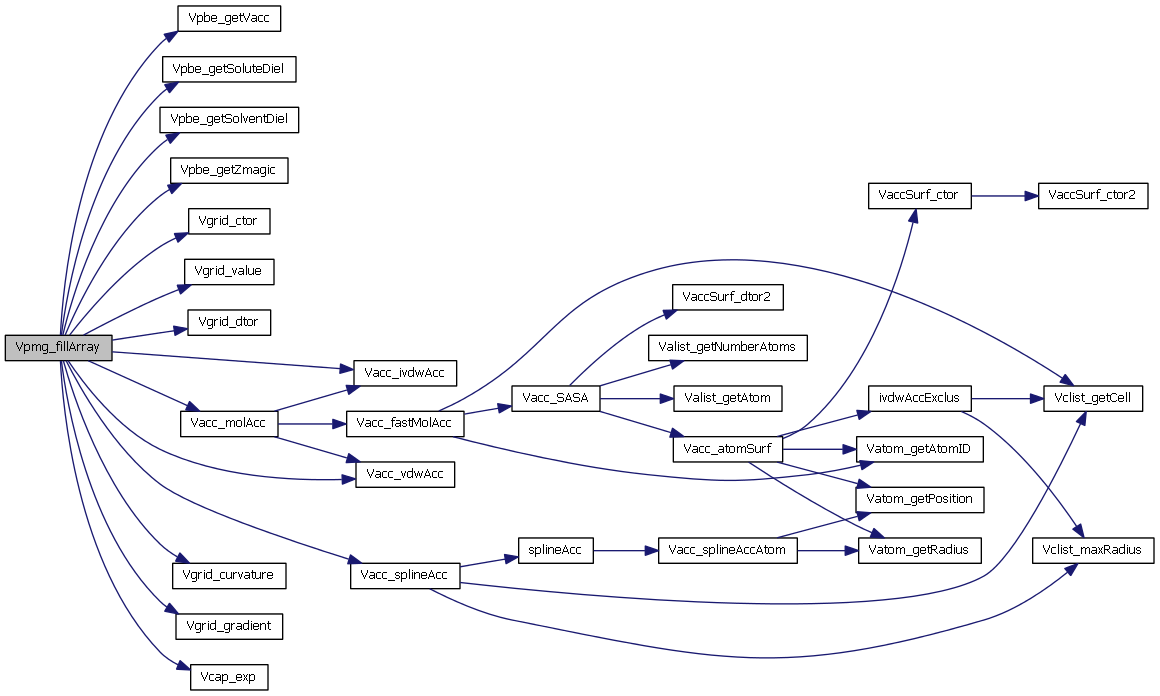 Vpbe_getVacc
Vpbe_getSoluteDiel
Vpbe_getSolventDiel
Vpbe_getZmagic
VaccSurf_ctor
VaccSurf_ctor2
Vgrid_ctor
Vgrid_value
VaccSurf_dtor2
Vgrid_dtor
Vpmg_fillArray
Valist_getNumberAtoms
Vacc_ivdwAcc
Vacc_SASA
Valist_getAtom
ivdwAccExclus
Vclist_getCell
Vacc_molAcc
Vacc_fastMolAcc
Vacc_atomSurf
Vatom_getAtomID
Vacc_vdwAcc
Vatom_getPosition
splineAcc
Vacc_splineAccAtom
Vatom_getRadius
Vclist_maxRadius
Vgrid_curvature
Vacc_splineAcc
Vgrid_gradient
Vcap_exp